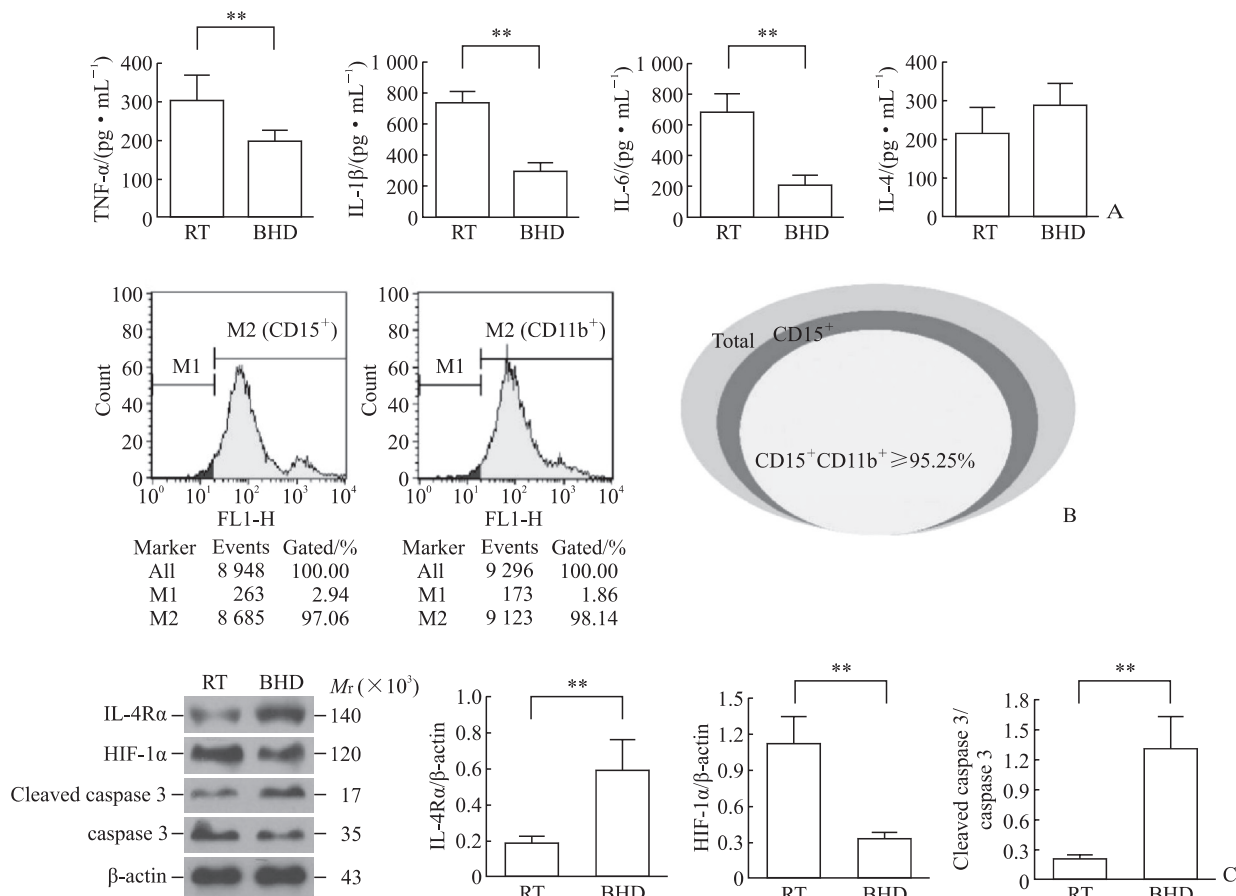 **
**
**
TNF-α/(pg • mL⁻¹)
400
300
200
100
0
RT BHD
IL-1β/(pg • mL⁻¹)
1 000
800
600
400
200
0
RT BHD
IL-6/(pg • mL⁻¹)
1 000
800
600
400
200
0
RT BHD
IL-4/(pg • mL⁻¹)
400
300
200
100
0
RT BHD
A
Count
100
80
60
40
20
0
M1
M2 (CD15⁺)
10⁰ 10¹ 10² 10³ 10⁴
FL1-H
Marker Events Gated/%
All 8 948 100.00
M1 263 2.94
M2 8 685 97.06
Count
100
80
60
40
20
0
M1
M2 (CD11b⁺)
10⁰ 10¹ 10² 10³ 10⁴
FL1-H
Marker Events Gated/%
All 9 296 100.00
M1 173 1.86
M2 9 123 98.14
Total CD15⁺
CD15⁺CD11b⁺ ≥95.25%
B
RT BHD Mr (×10³)
IL-4Rα 140
HIF-1α 120
Cleaved caspase 3 17
caspase 3 35
β-actin 43
**
IL-4Rα/β-actin
1.0
0.8
0.6
0.4
0.2
0
RT BHD
**
HIF-1α/β-actin
1.5
1.2
0.9
0.6
0.3
0
RT BHD
**
Cleaved caspase 3/
caspase 3
1.8
1.5
1.2
0.9
0.6
0.3
0
RT BHD
C